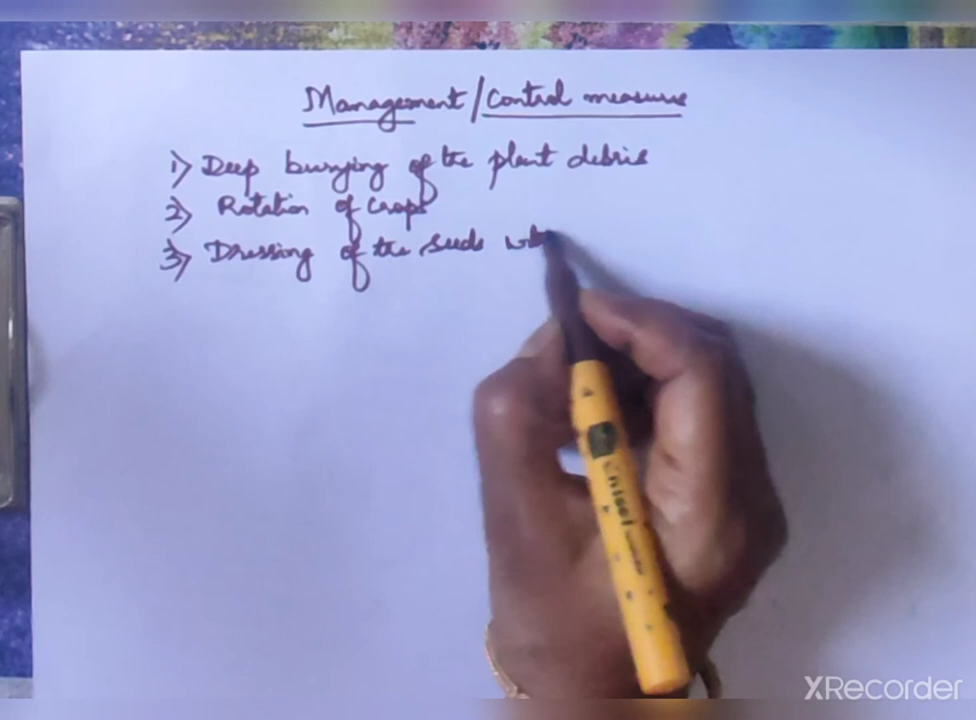 Management/Control measure
1) Deep burying of the plant debris
2) Rotation of Crops
3) Dressing of the seeds
XRecorder